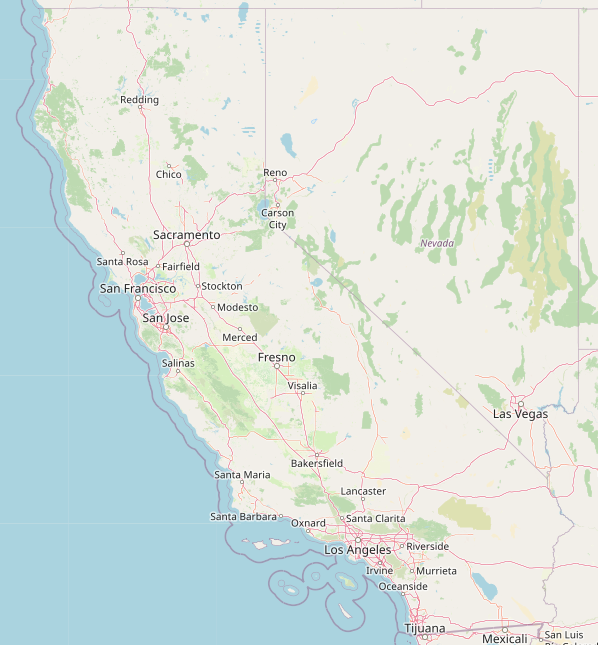 Redding
Chico
Reno
Carson
City
Sacramento
Nevada
Santa Rosa
Fairfield
San Francisco
Stockton
Modesto
San Jose
Merced
Fresno
Salinas
Visalia
Las Vegas
Bakersfield
Santa Maria
Lancaster
Santa Barbara
Oxnard
Santa Clarita
Los Angeles
Riverside
Irvine
Murrieta
Oceanside
Tijuana
Mexicali
San Luis